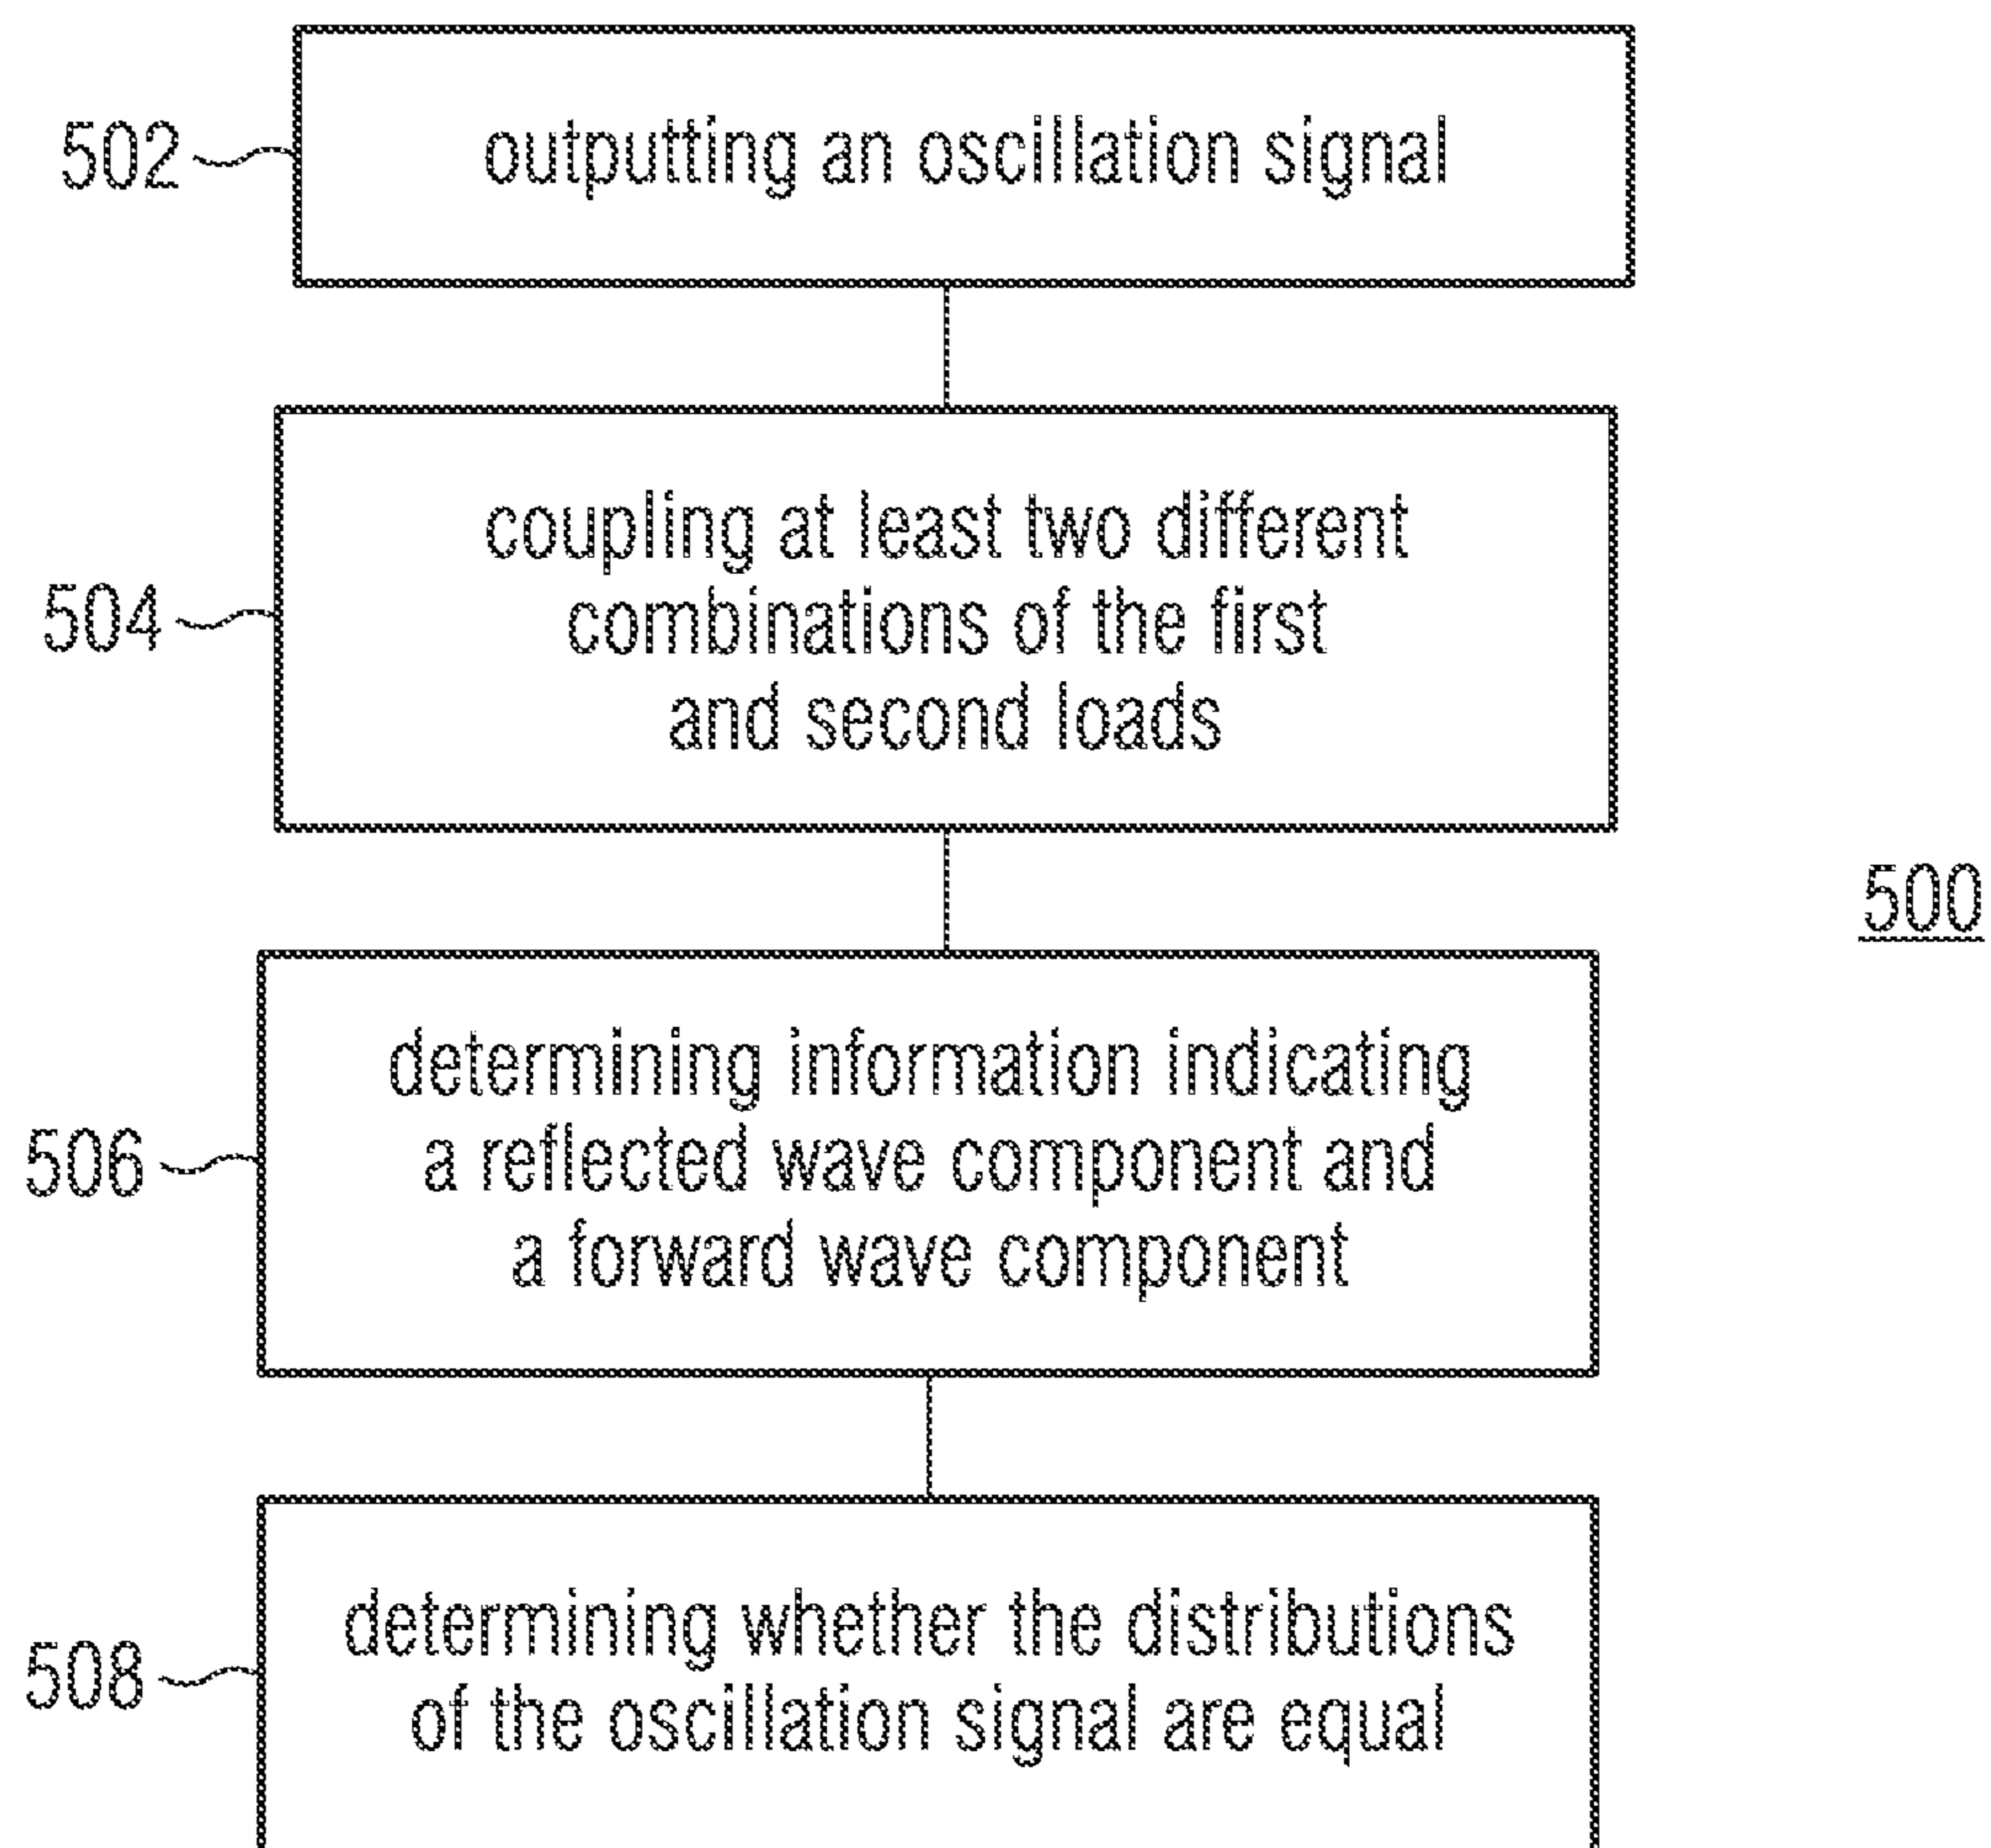 502
outputting an oscillation signal
504
coupling at least two different
combinations of the first
and second loads
500
506
determining information indicating
a reflected wave component and
a forward wave component
508
determining whether the distributions
of the oscillation signal are equal